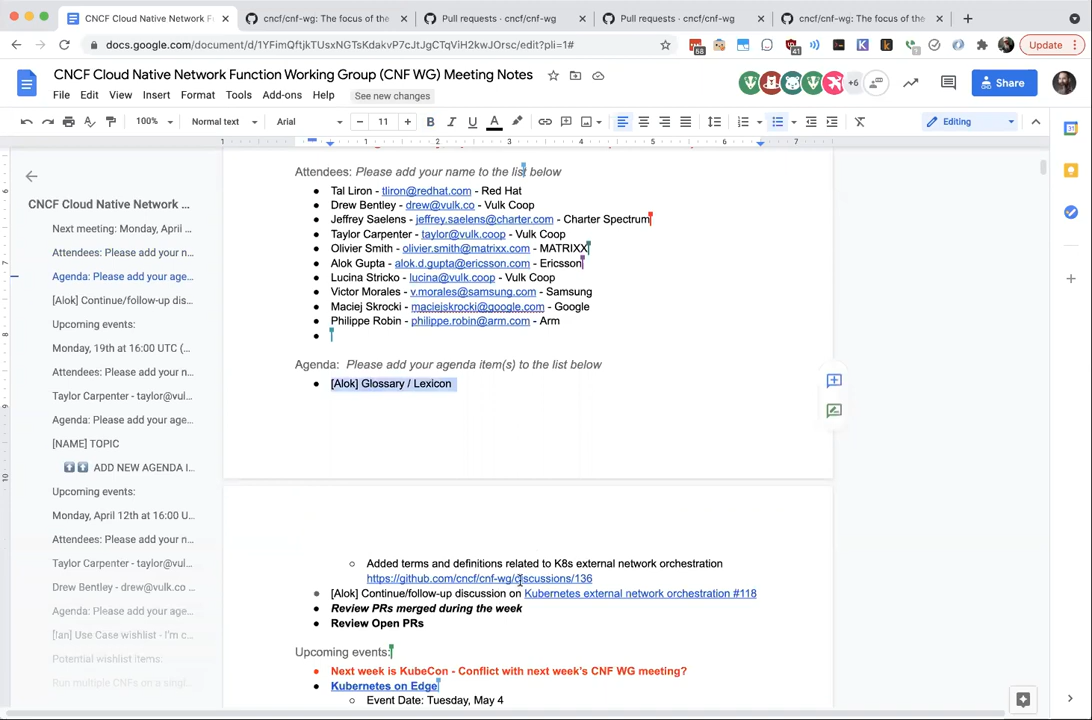 CNCF Cloud Native Network F
cncf/cnf-wg: The focus of the
Pull requests · cncf/cnf-wg
Pull requests · cncf/cnf-wg
cncf/cnf-wg: The focus of the
docs.google.com/document/d/1YFimQftjkTUsxNGTsKdakvP7cJtJgCTqViH2kwJOrsc/edit?pli=1#
58
41
Update
CNCF Cloud Native Network Function Working Group (CNF WG) Meeting Notes
File Edit View Insert Format Tools Add-ons Help See new changes
+6
Share
100% Normal text Arial 11 Editing
1 1 2 3 4 5 6 7
CNCF Cloud Native Network ...
Next meeting: Monday, April ...
Attendees: Please add your n...
Agenda: Please add your age...
[Alok] Continue/follow-up dis...
Upcoming events:
Monday, 19th at 16:00 UTC (...
Attendees: Please add your n...
Taylor Carpenter - taylor@vul...
Agenda: Please add your age...
[NAME] TOPIC
⬆️⬆️ ADD NEW AGENDA I...
Upcoming events:
Monday, April 12th at 16:00 U...
Attendees: Please add your n...
Taylor Carpenter - taylor@vul...
Drew Bentley - drew@vulk.co ...
Agenda: Please add your age...
[Ian] Use Case wishlist - I'm c...
Potential wishlist items:
Run multiple CNFs on a singl...
Attendees: Please add your name to the list below
Tal Liron - tliron@redhat.com - Red Hat
Drew Bentley - drew@vulk.co - Vulk Coop
Jeffrey Saelens - jeffrey.saelens@charter.com - Charter Spectrum
Taylor Carpenter - taylor@vulk.coop - Vulk Coop
Olivier Smith - olivier.smith@matrixx.com - MATRIXX
Alok Gupta - alok.d.gupta@ericsson.com - Ericsson
Lucina Stricko - lucina@vulk.coop - Vulk Coop
Victor Morales - v.morales@samsung.com - Samsung
Maciej Skrocki - maciejskrocki@google.com - Google
Philippe Robin - philippe.robin@arm.com - Arm
Agenda: Please add your agenda item(s) to the list below
[Alok] Glossary / Lexicon
Added terms and definitions related to K8s external network orchestration
https://github.com/cncf/cnf-wg/discussions/136
[Alok] Continue/follow-up discussion on Kubernetes external network orchestration #118
Review PRs merged during the week
Review Open PRs
Upcoming events:
Next week is KubeCon - Conflict with next week's CNF WG meeting?
Kubernetes on Edge
Event Date: Tuesday, May 4